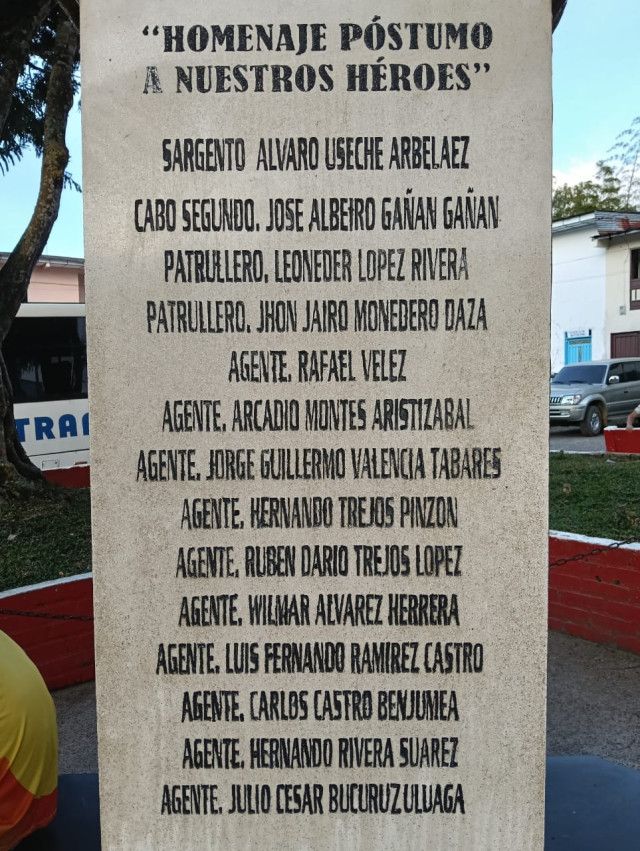 “HOMENAJE PÓSTUMO
A NUESTROS HÉROES”
SARGENTO ALVARO USECHE ARBELAEZ
CABO SEGUNDO. JOSE ALBEIRO GAÑAN GAÑAN
PATRULLERO. LEONEDER LOPEZ RIVERA
PATRULLERO. JHON JAIRO MONEDERO DAZA
AGENTE. RAFAEL VELEZ
AGENTE. ARCADIO MONTES ARISTIZABAL
AGENTE. JORGE GUILLERMO VALENCIA TABARES
AGENTE. HERNANDO TREJOS PINZON
AGENTE. RUBEN DARIO TREJOS LOPEZ
AGENTE. WILMAR ALVAREZ HERRERA
AGENTE. LUIS FERNANDO RAMIREZ CASTRO
AGENTE. CARLOS CASTRO BENJUMEA
AGENTE. HERNANDO RIVERA SUAREZ
AGENTE. JULIO CESAR BUCURUZULUAGA
TRA